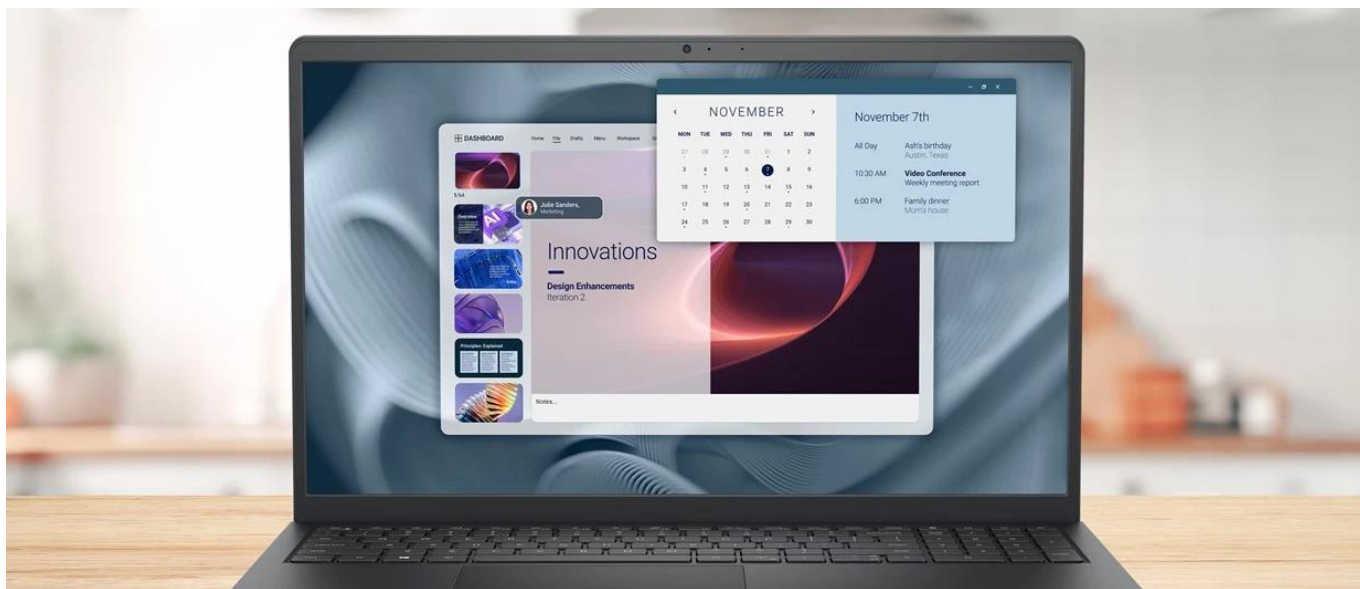 NOVEMBER
MON TUE WED THU FRI SAT SUN
27 28 29 30 31 1 2
3 4 5 6 7 8 9
10 11 12 13 14 15 16
17 18 19 20 21 22 23
24 25 26 27 28 29 30
November 7th
All Day Ash's birthday
Austin, Texas
10:30 AM Video Conference
Weekly meeting report
6:00 PM Family dinner
Mom's house
DASHBOARD
Home File Drafts Menu Workspace
1/54
Overview
AI
Principles: Explained
Julie Sanders,
Marketing
Innovations
Design Enhancements
Iteration 2
Notes...